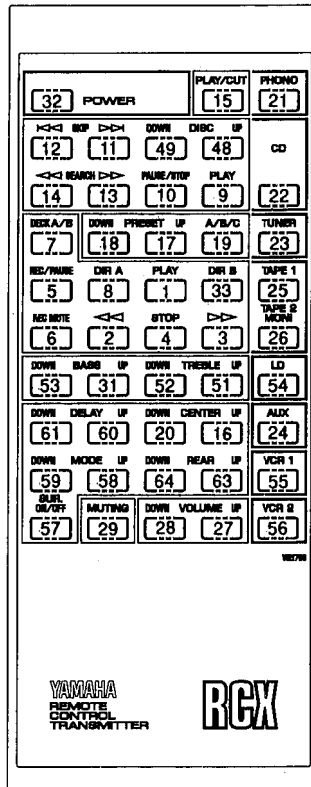 PLAY/CUT PHONO
32 POWER 15 21
SKIP DOWN DISC UP CD
12 11 49 48
SEARCH PAUSE/STOP PLAY
14 13 10 9 22
DECK A/B DOWN PRESET UP A/B/C TUNER
7 18 17 19 23
REC/PAUSE DIR A PLAY DIR B TAPE 1
5 8 1 33 25
REC MUTE STOP TAPE 2 MONI
6 2 4 3 26
DOWN BASS UP DOWN TREBLE UP LD
53 31 52 51 54
DOWN DELAY UP DOWN CENTER UP AUX
61 60 20 16 24
DOWN MODE UP DOWN REAR UP VCR 1
59 58 64 63 55
SUR. ON/OFF MUTING DOWN VOLUME UP VCR 2
57 29 28 27 56
YAMAHA
REMOTE
CONTROL
TRANSMITTER
RCX